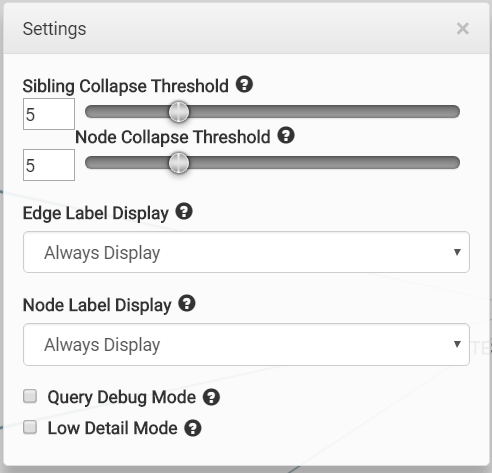 Settings ×
Sibling Collapse Threshold ?
5
Node Collapse Threshold ?
5
Edge Label Display ?
Always Display
Node Label Display ?
Always Display
TE
Query Debug Mode ?
Low Detail Mode ?